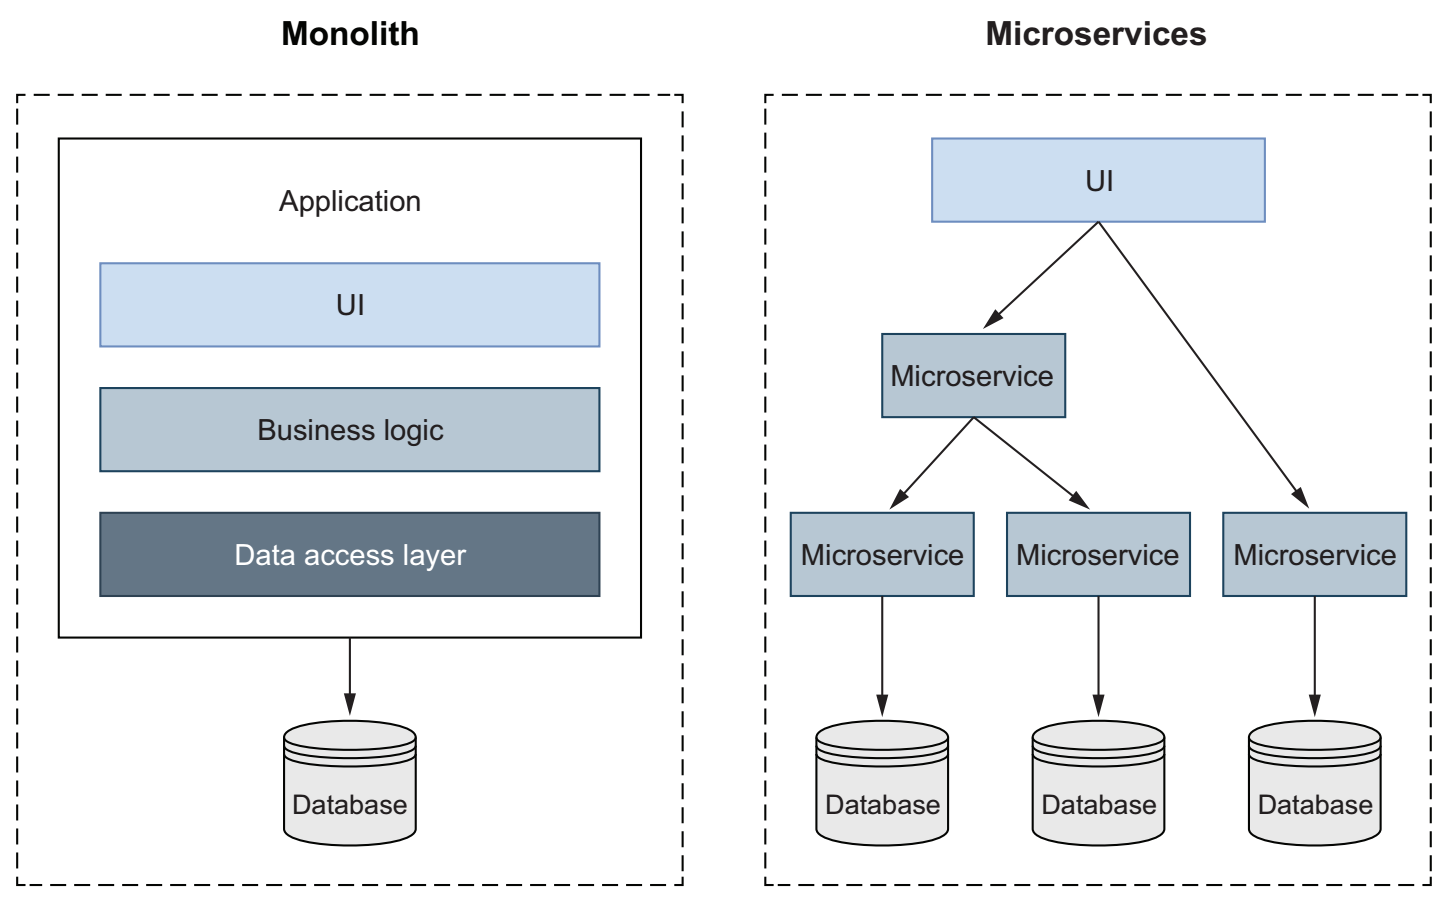 Monolith
Application
UI
Business logic
Data access layer
Database
Microservices
UI
Microservice
Microservice
Microservice
Microservice
Database
Database
Database